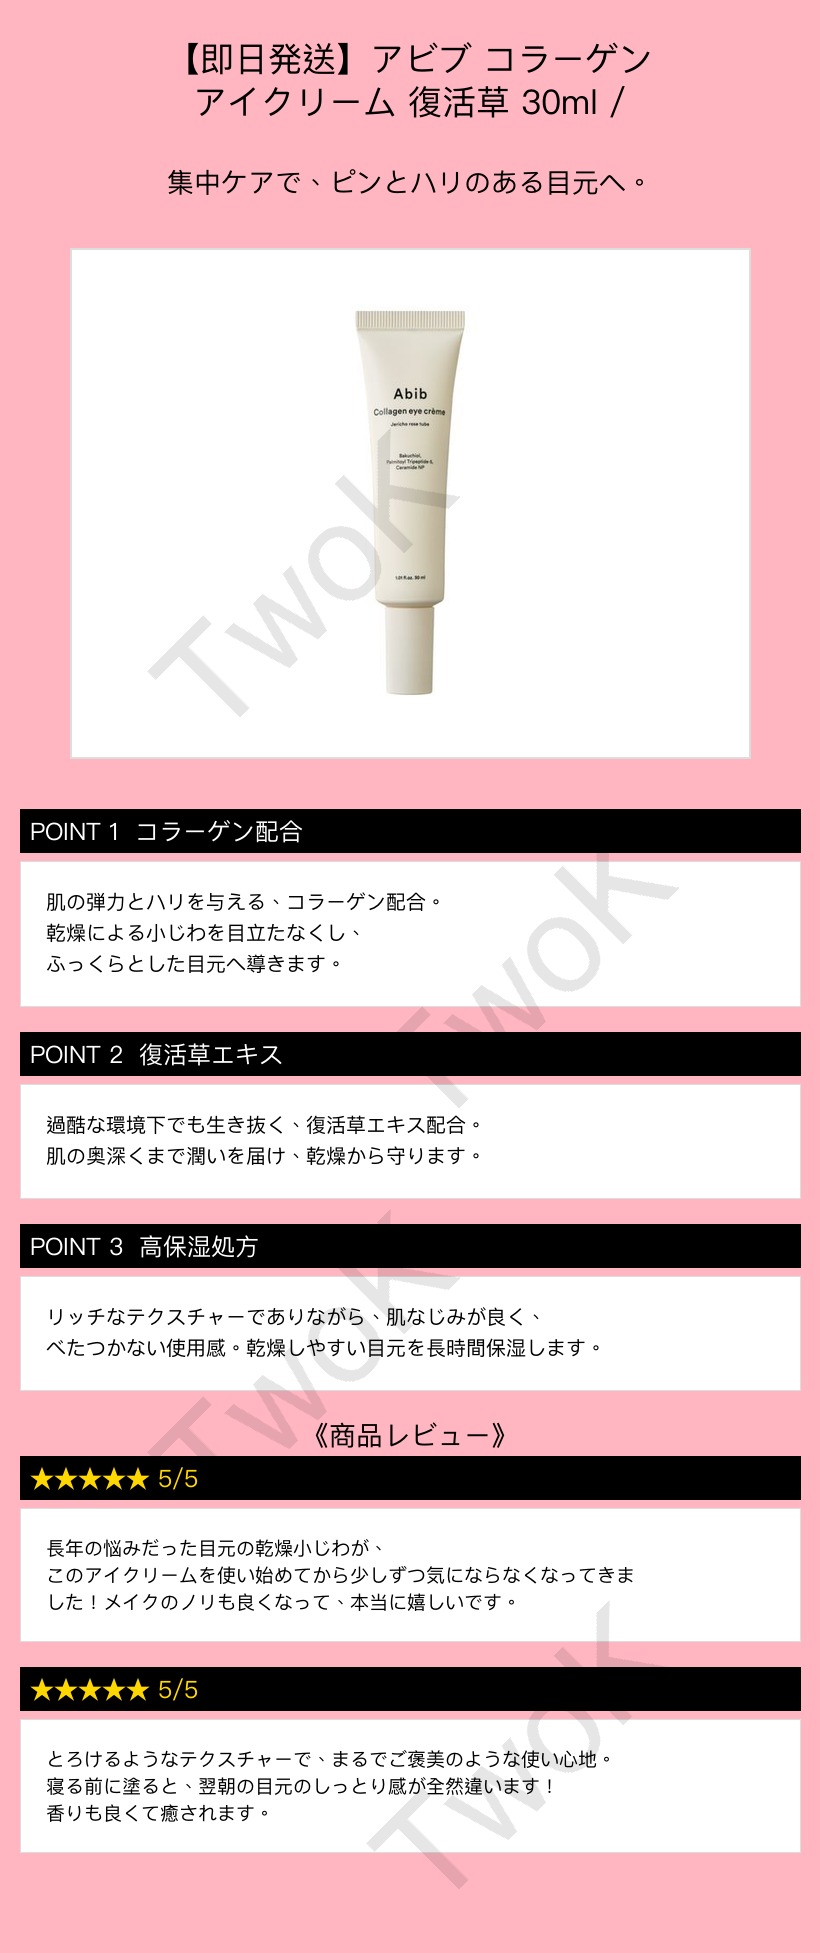 【即日発送】アビブ コラーゲン
アイクリーム 復活草 30ml /
集中ケアで、ピンとハリのある目元へ。
Abib
Collagen eye crème
Jericho rose tube
Bakuchiol,
Palmitoyl Tripeptide-5,
Ceramide NP
1.01 fl.oz. 30 ml
TwoK
POINT 1 コラーゲン配合
肌の弾力とハリを与える、コラーゲン配合。
乾燥による小じわを目立たなくし、
ふっくらとした目元へ導きます。
TwoK
POINT 2 復活草エキス
過酷な環境下でも生き抜く、復活草エキス配合。
肌の奥深くまで潤いを届け、乾燥から守ります。
POINT 3 高保湿処方
リッチなテクスチャーでありながら、肌なじみが良く、
べたつかない使用感。乾燥しやすい目元を長時間保湿します。
TwoK
《商品レビュー》
★★★★★ 5/5
長年の悩みだった目元の乾燥小じわが、
このアイクリームを使い始めてから少しずつ気にならなくなってきま
した！メイクのノリも良くなって、本当に嬉しいです。
★★★★★ 5/5
とろけるようなテクスチャーで、まるでご褒美のような使い心地。
寝る前に塗ると、翌朝の目元のしっとり感が全然違います！
香りも良くて癒されます。
TwoK